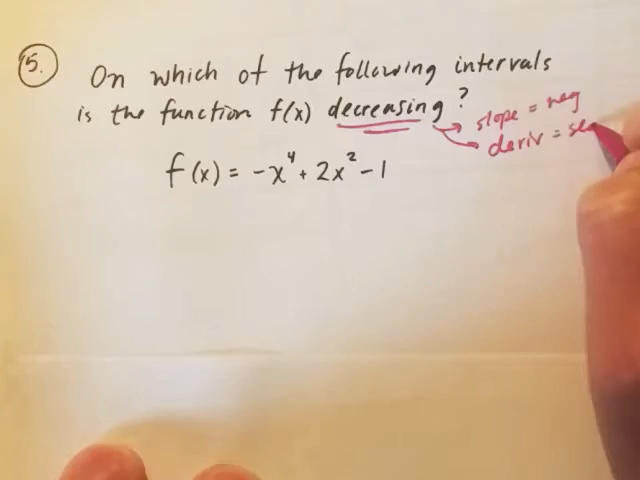 5.
On which of the following intervals
is the function f(x) decreasing?
slope = neg
deriv =
f(x) = -x⁴ + 2x² - 1